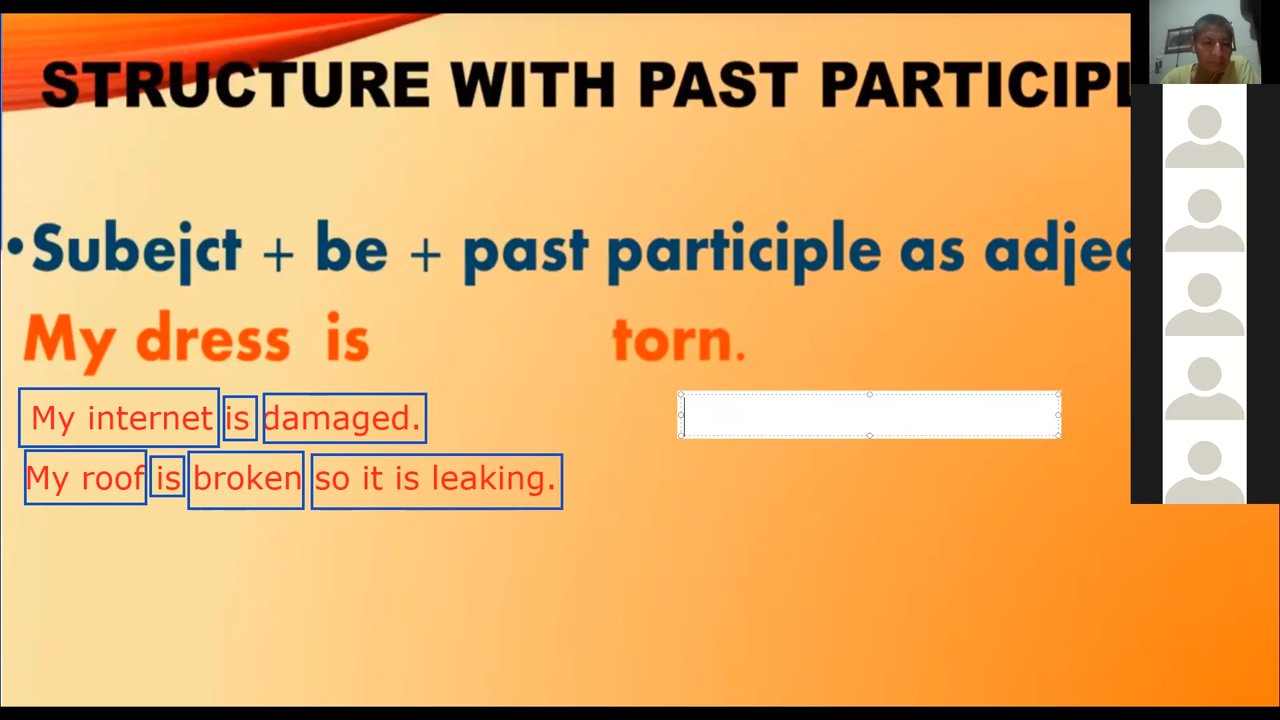 STRUCTURE WITH PAST PARTICIPL
•Subejct + be + past participle as adjec
My dress is torn.
My internet is damaged.
My roof is broken so it is leaking.